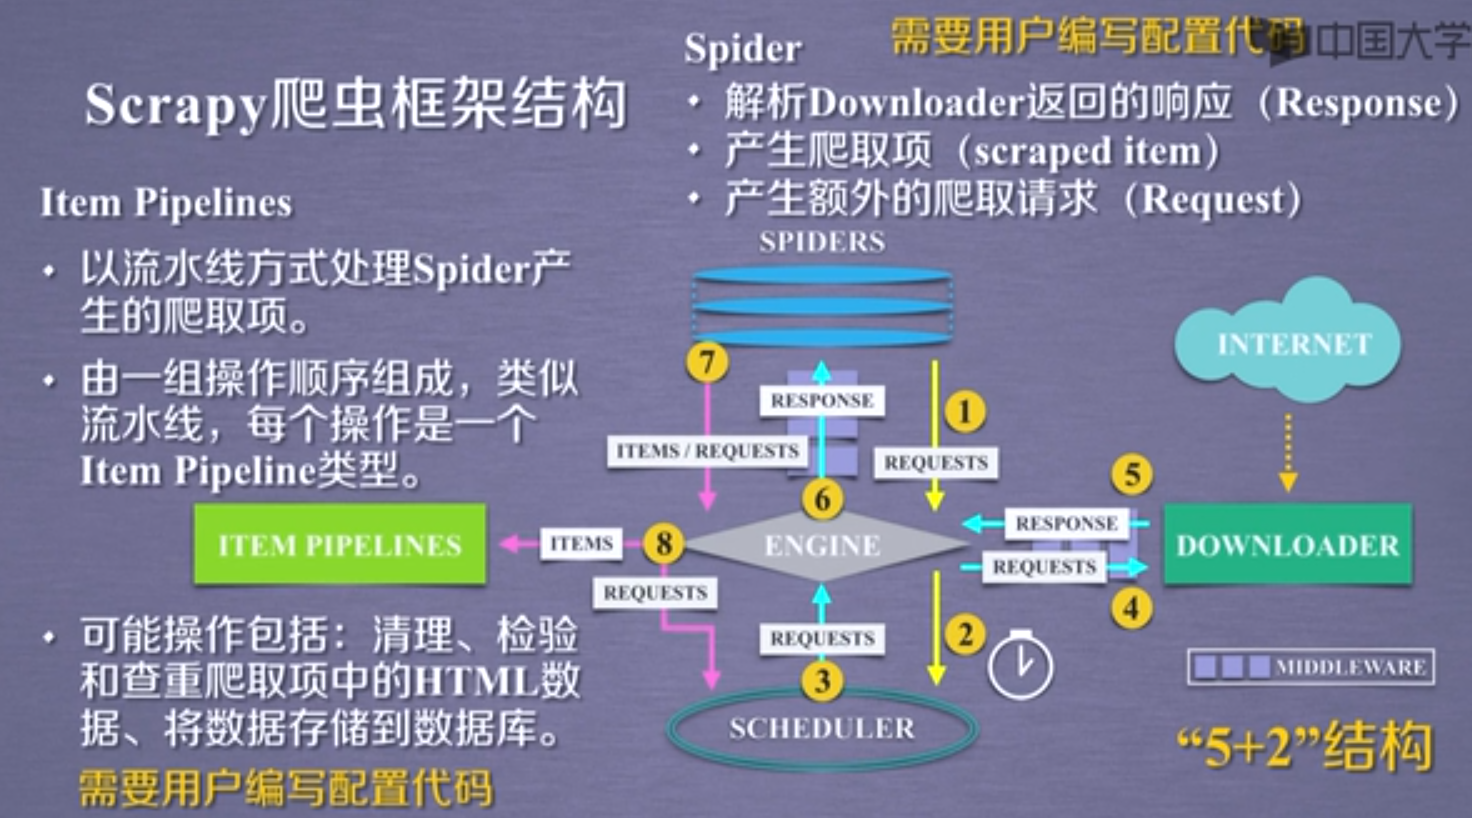 Scrapy爬虫框架结构
Spider
需要用户编写配置代码
中国大学
• 解析Downloader返回的响应（Response）
• 产生爬取项（scraped item）
• 产生额外的爬取请求（Request）
Item Pipelines
• 以流水线方式处理Spider产
生的爬取项。
• 由一组操作顺序组成，类似
流水线，每个操作是一个
Item Pipeline类型。
SPIDERS
INTERNET
7
RESPONSE
1
ITEMS / REQUESTS
REQUESTS
5
6
RESPONSE
ITEM PIPELINES
ITEMS
8
ENGINE
DOWNLOADER
REQUESTS
REQUESTS
4
REQUESTS
2
3
MIDDLEWARE
SCHEDULER
“5+2”结构
• 可能操作包括：清理、检验
和查重爬取项中的HTML数
据、将数据存储到数据库。
需要用户编写配置代码